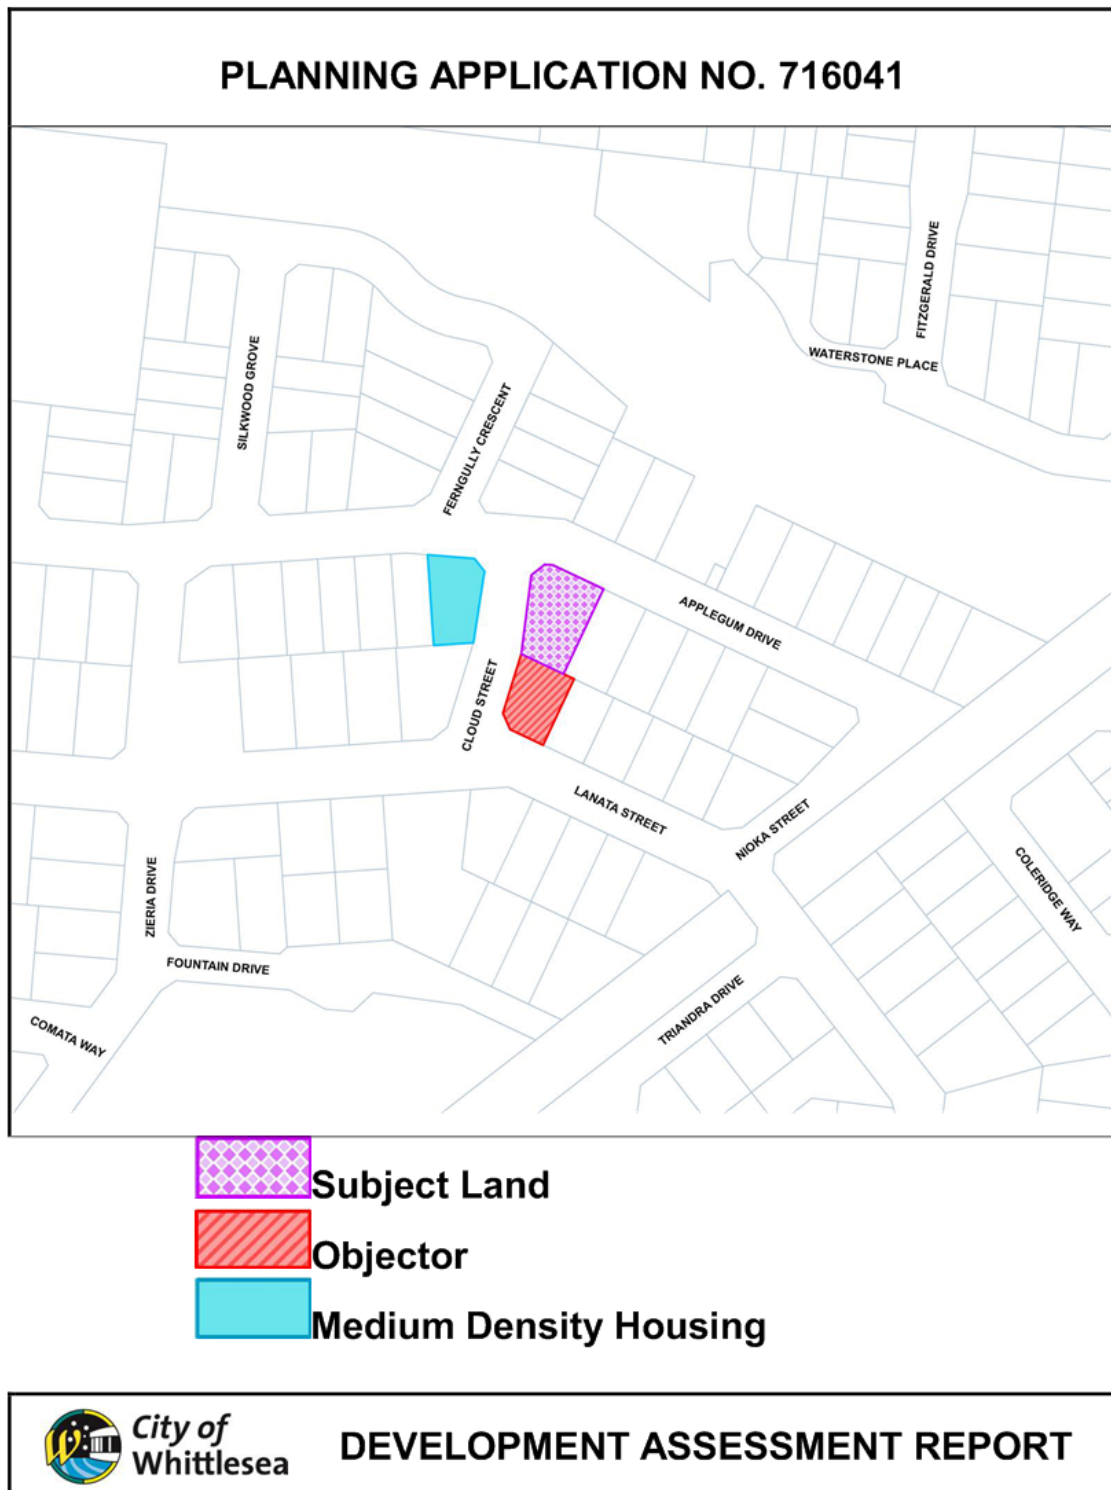 PLANNING APPLICATION NO. 716041
FITZGERALD DRIVE
WATERSTONE PLACE
SILKWOOD GROVE
FERNGULLY CRESCENT
APPLEGUM DRIVE
CLOUD STREET
LANATA STREET
NIOKA STREET
COLERIDGE WAY
ZIERIA DRIVE
FOUNTAIN DRIVE
TRIANDRA DRIVE
COMATA WAY
Subject Land
Objector
Medium Density Housing
City of
Whittlesea
DEVELOPMENT ASSESSMENT REPORT